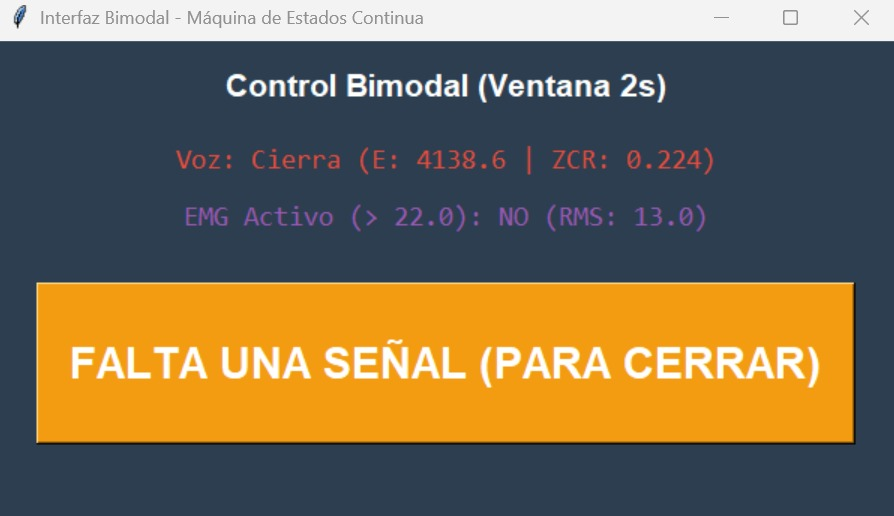 Interfaz Bimodal - Máquina de Estados Continua
Control Bimodal (Ventana 2s)
Voz: Cierra (E: 4138.6 | ZCR: 0.224)
EMG Activo (> 22.0): NO (RMS: 13.0)
FALTA UNA SEÑAL (PARA CERRAR)